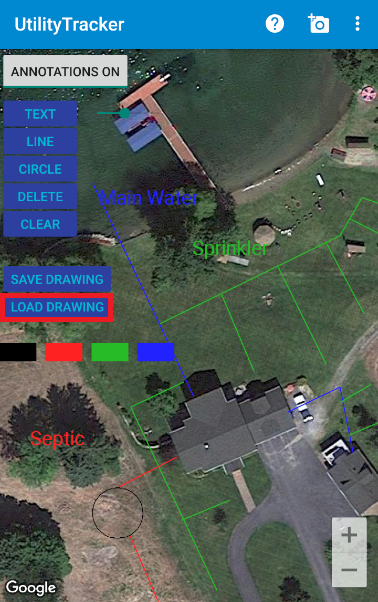 UtilityTracker
ANNOTATIONS ON
TEXT
LINE
CIRCLE
DELETE
CLEAR
Main Water
Sprinkler
SAVE DRAWING
LOAD DRAWING
Septic
Google